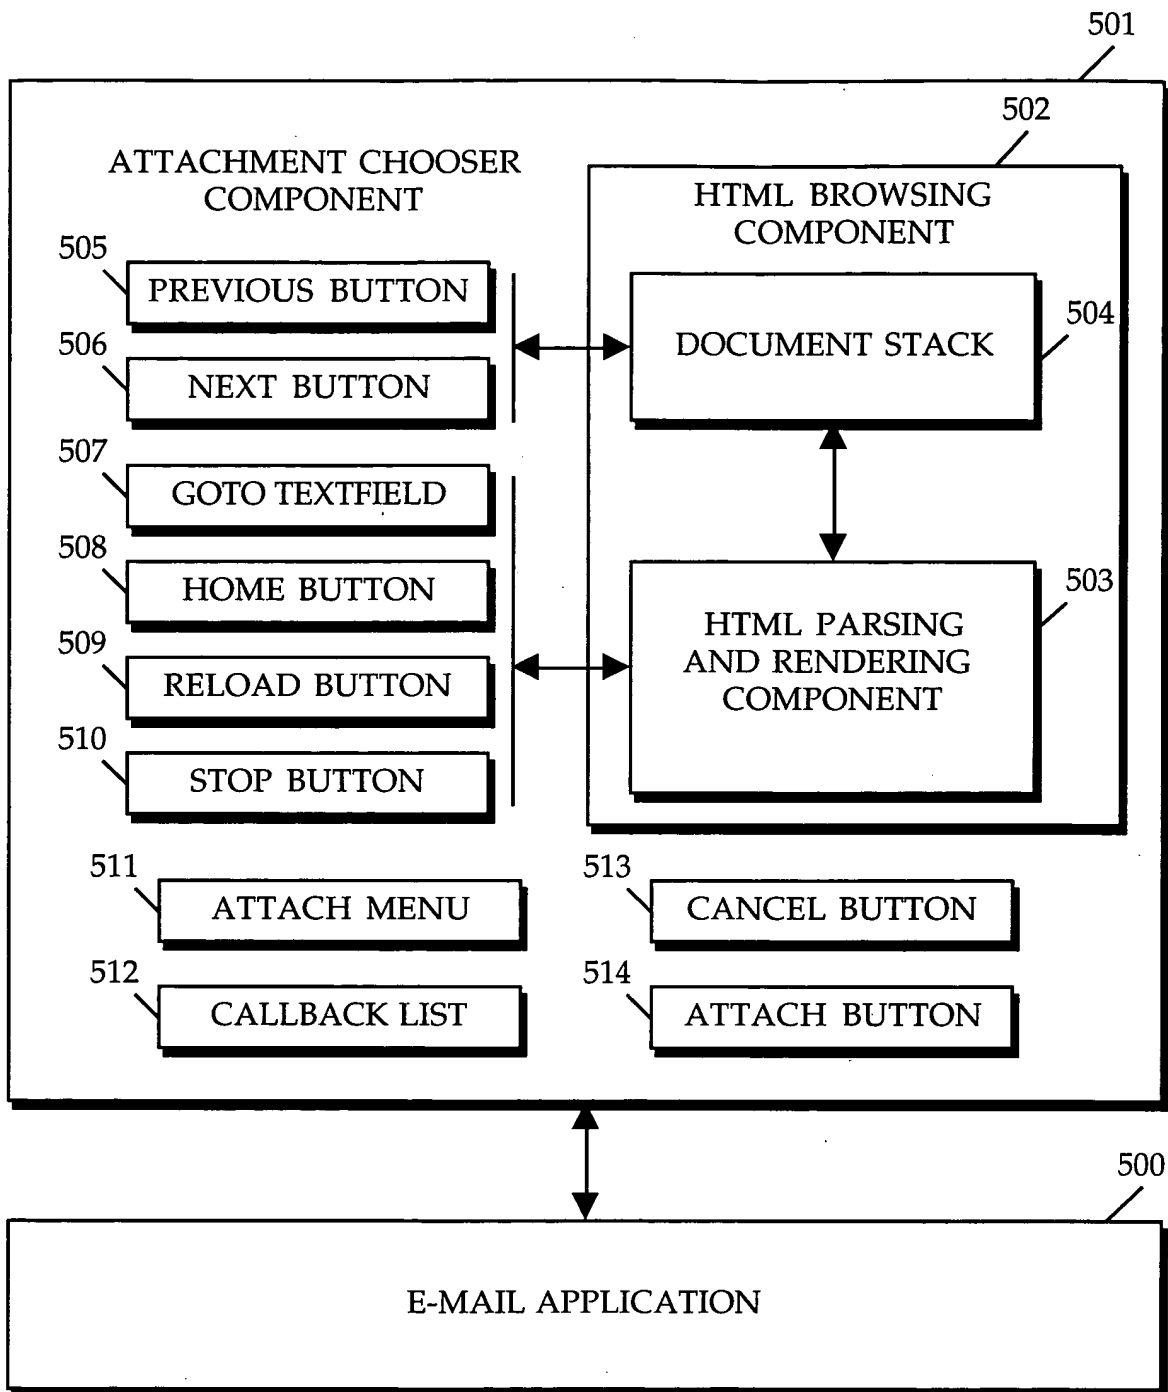 501
502
ATTACHMENT CHOOSER
COMPONENT
HTML BROWSING
COMPONENT
505
PREVIOUS BUTTON
506
NEXT BUTTON
DOCUMENT STACK
504
507
GOTO TEXTFIELD
508
HOME BUTTON
509
RELOAD BUTTON
510
STOP BUTTON
503
HTML PARSING
AND RENDERING
COMPONENT
511
ATTACH MENU
513
CANCEL BUTTON
512
CALLBACK LIST
514
ATTACH BUTTON
500
E-MAIL APPLICATION